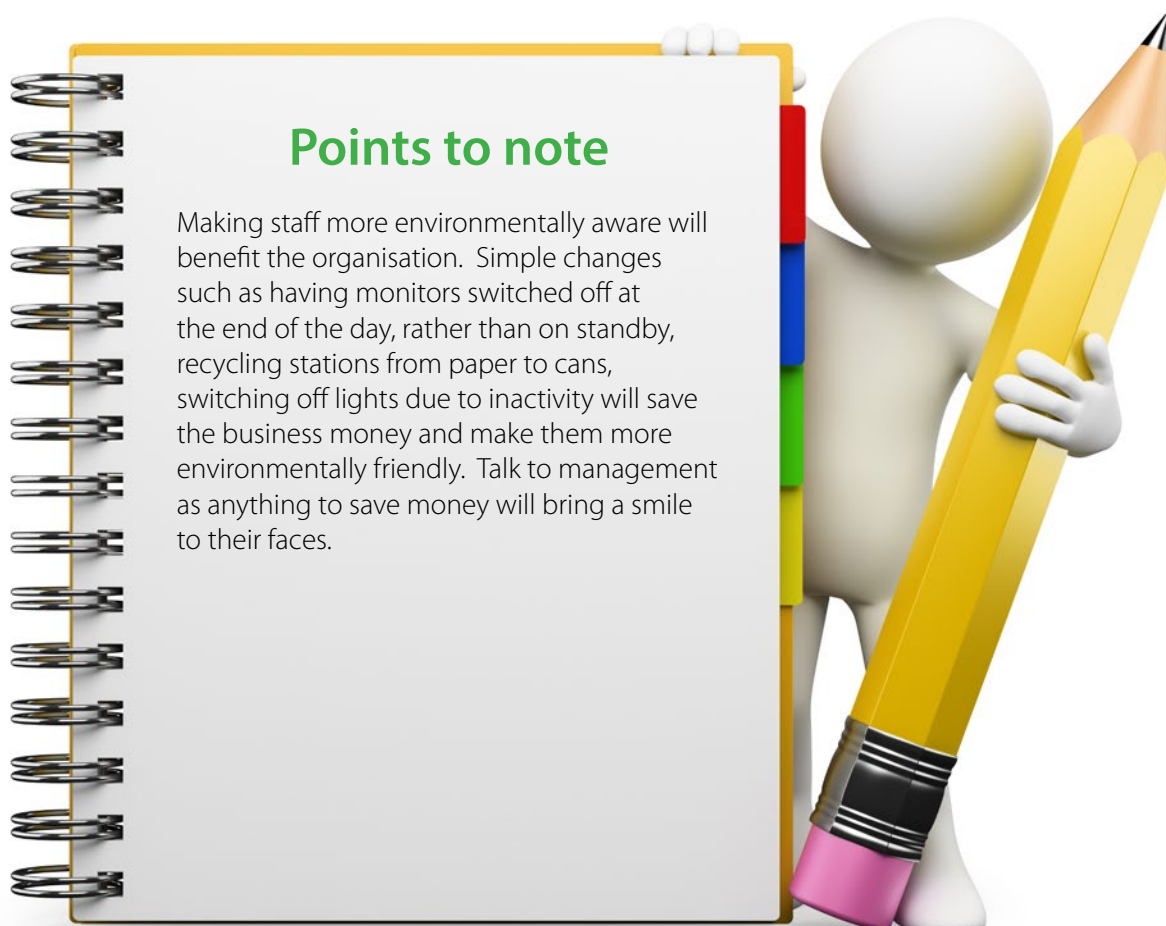 Points to note
Making staff more environmentally aware will
benefit the organisation.  Simple changes
such as having monitors switched off at
the end of the day, rather than on standby,
recycling stations from paper to cans,
switching off lights due to inactivity will save
the business money and make them more
environmentally friendly.  Talk to management
as anything to save money will bring a smile
to their faces.